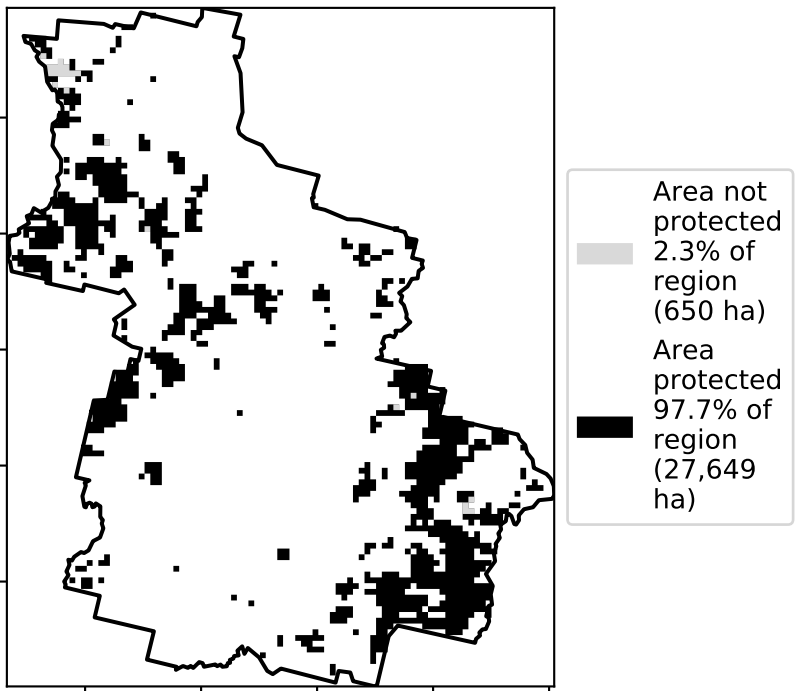 Area not
protected
2.3% of
region
(650 ha)
Area
protected
97.7% of
region
(27,649
ha)